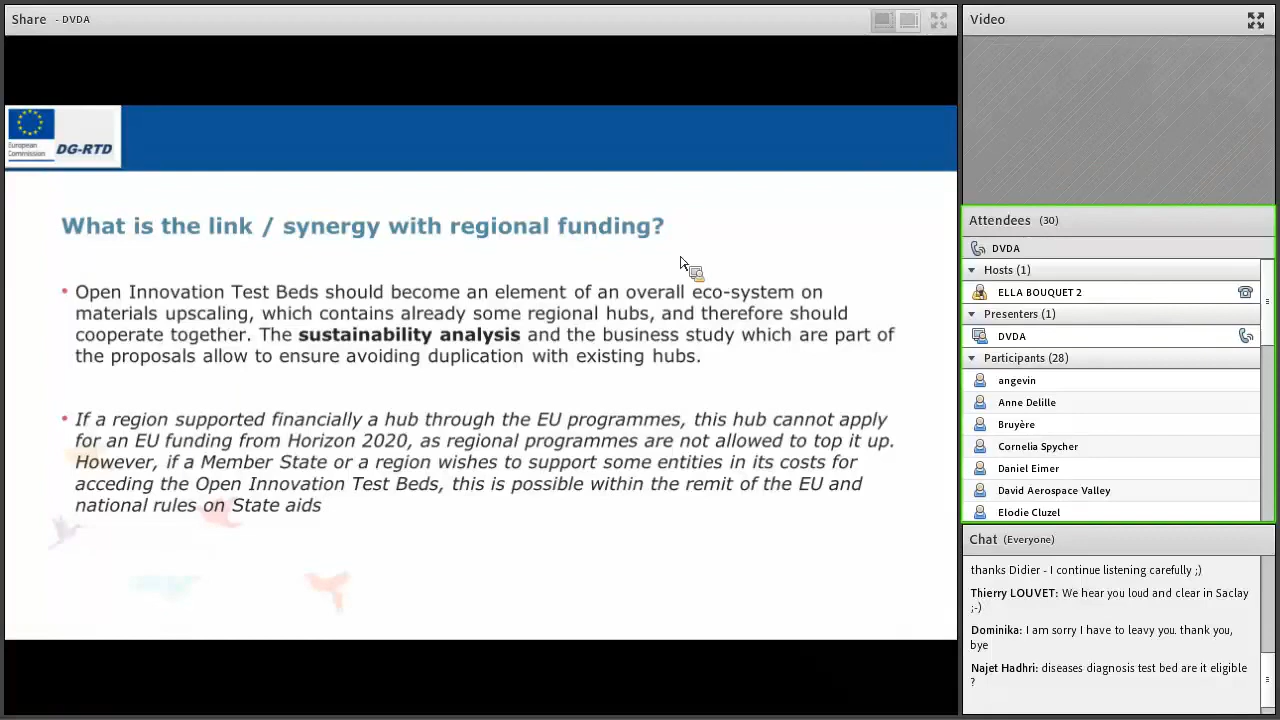 Share - DVDA
European
Commission
DG-RTD
What is the link / synergy with regional funding?
• Open Innovation Test Beds should become an element of an overall eco-system on
materials upscaling, which contains already some regional hubs, and therefore should
cooperate together. The sustainability analysis and the business study which are part of
the proposals allow to ensure avoiding duplication with existing hubs.
• If a region supported financially a hub through the EU programmes, this hub cannot apply
for an EU funding from Horizon 2020, as regional programmes are not allowed to top it up.
However, if a Member State or a region wishes to support some entities in its costs for
acceding the Open Innovation Test Beds, this is possible within the remit of the EU and
national rules on State aids
Video
Attendees (30)
DVDA
Hosts (1)
ELLA BOUQUET 2
Presenters (1)
DVDA
Participants (28)
angevin
Anne Delille
Bruyère
Cornelia Spycher
Daniel Eimer
David Aerospace Valley
Elodie Cluzel
Chat (Everyone)
thanks Didier - I continue listening carefully ;)
Thierry LOUVET: We hear you loud and clear in Saclay
;-)
Dominika: I am sorry I have to leavy you. thank you,
bye
Najet Hadhri: diseases diagnosis test bed are it eligible
?